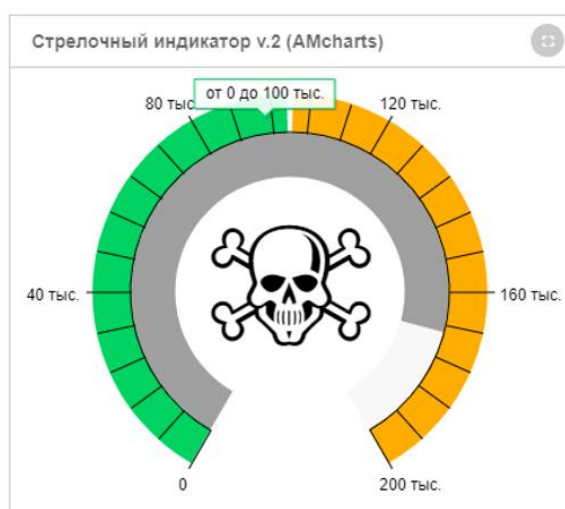 Стрелочный индикатор v.2 (AMcharts)
от 0 до 100 тыс.
80 тыс
120 тыс.
40 тыс.
160 тыс.
0
200 тыс.